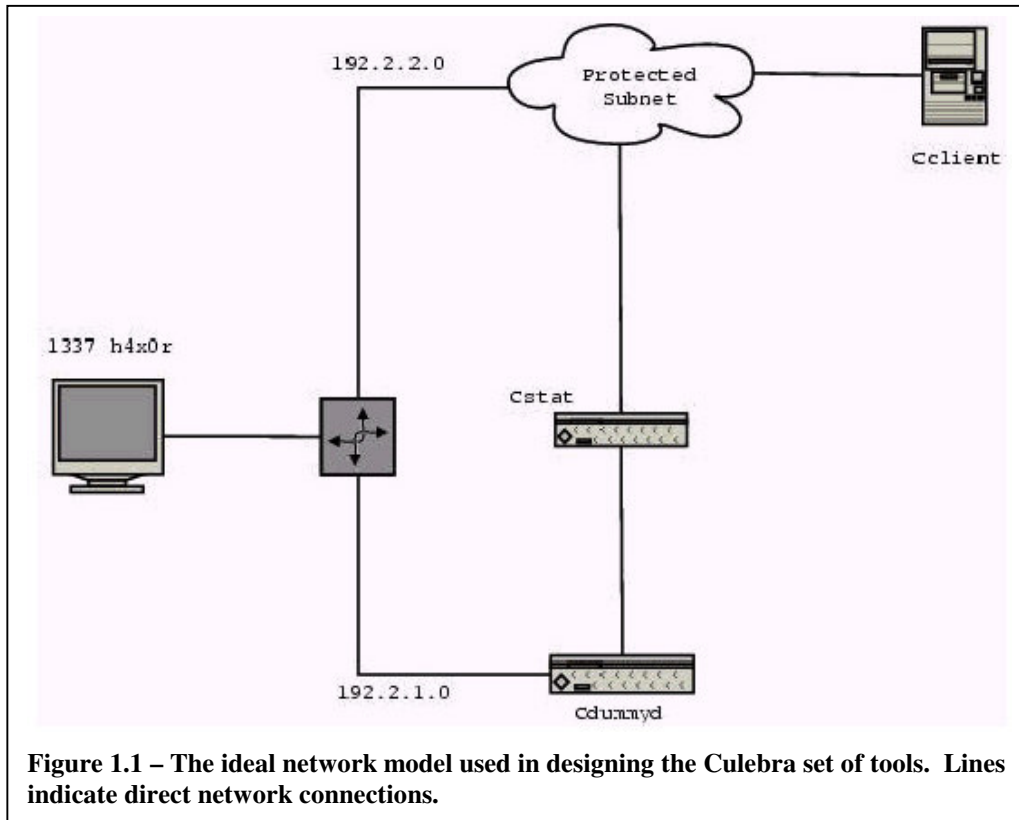 192.2.2.0
Protected
Subnet
Cclient
1337 h4x0r
Cstat
192.2.1.0
Cdummyd
Figure 1.1 – The ideal network model used in designing the Culebra set of tools. Lines
indicate direct network connections.